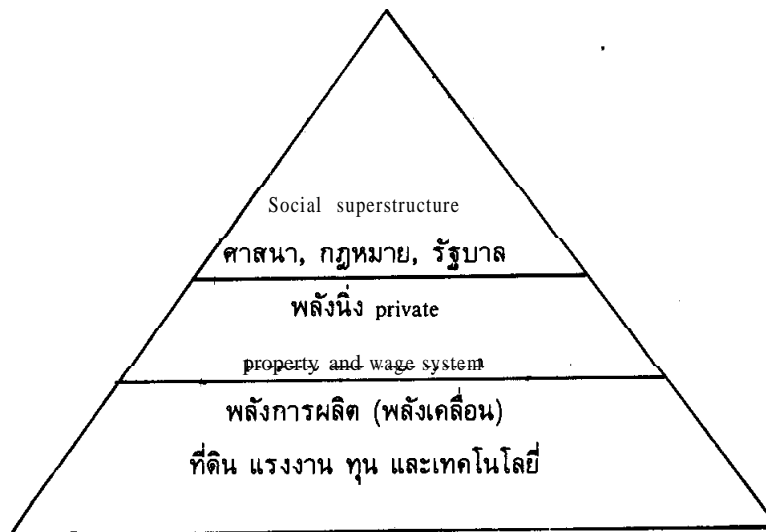 Social superstructure
ศาสนา, กฎหมาย, รัฐบาล
พลังนิ่ง private
property and wage system
พลังการผลิต (พลังเคลื่อน)
ที่ดิน แรงงาน ทุน และเทคโนโลยี่